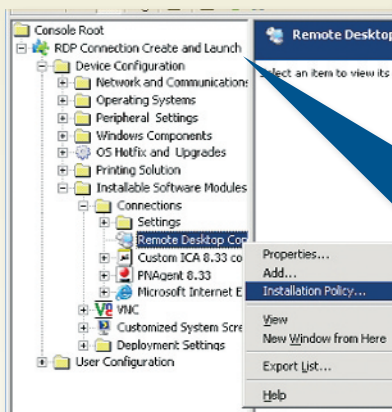 Console Root
RDP Connection Create and Launch
Device Configuration
Network and Communications
Operating Systems
Peripheral Settings
Windows Components
OS Hotfix and Upgrades
Printing Solution
Installable Software Modules
Connections
Settings
Remote Desktop Cop
Custom ICA 8.33 co
PNAgent 8.33
Microsoft Internet E
VNC
Customized System Scre
Deployment Settings
User Configuration
Remote Desktop
Select an item to view its
Properties...
Add...
Installation Policy...
View
New Window from Here
Export List...
Help